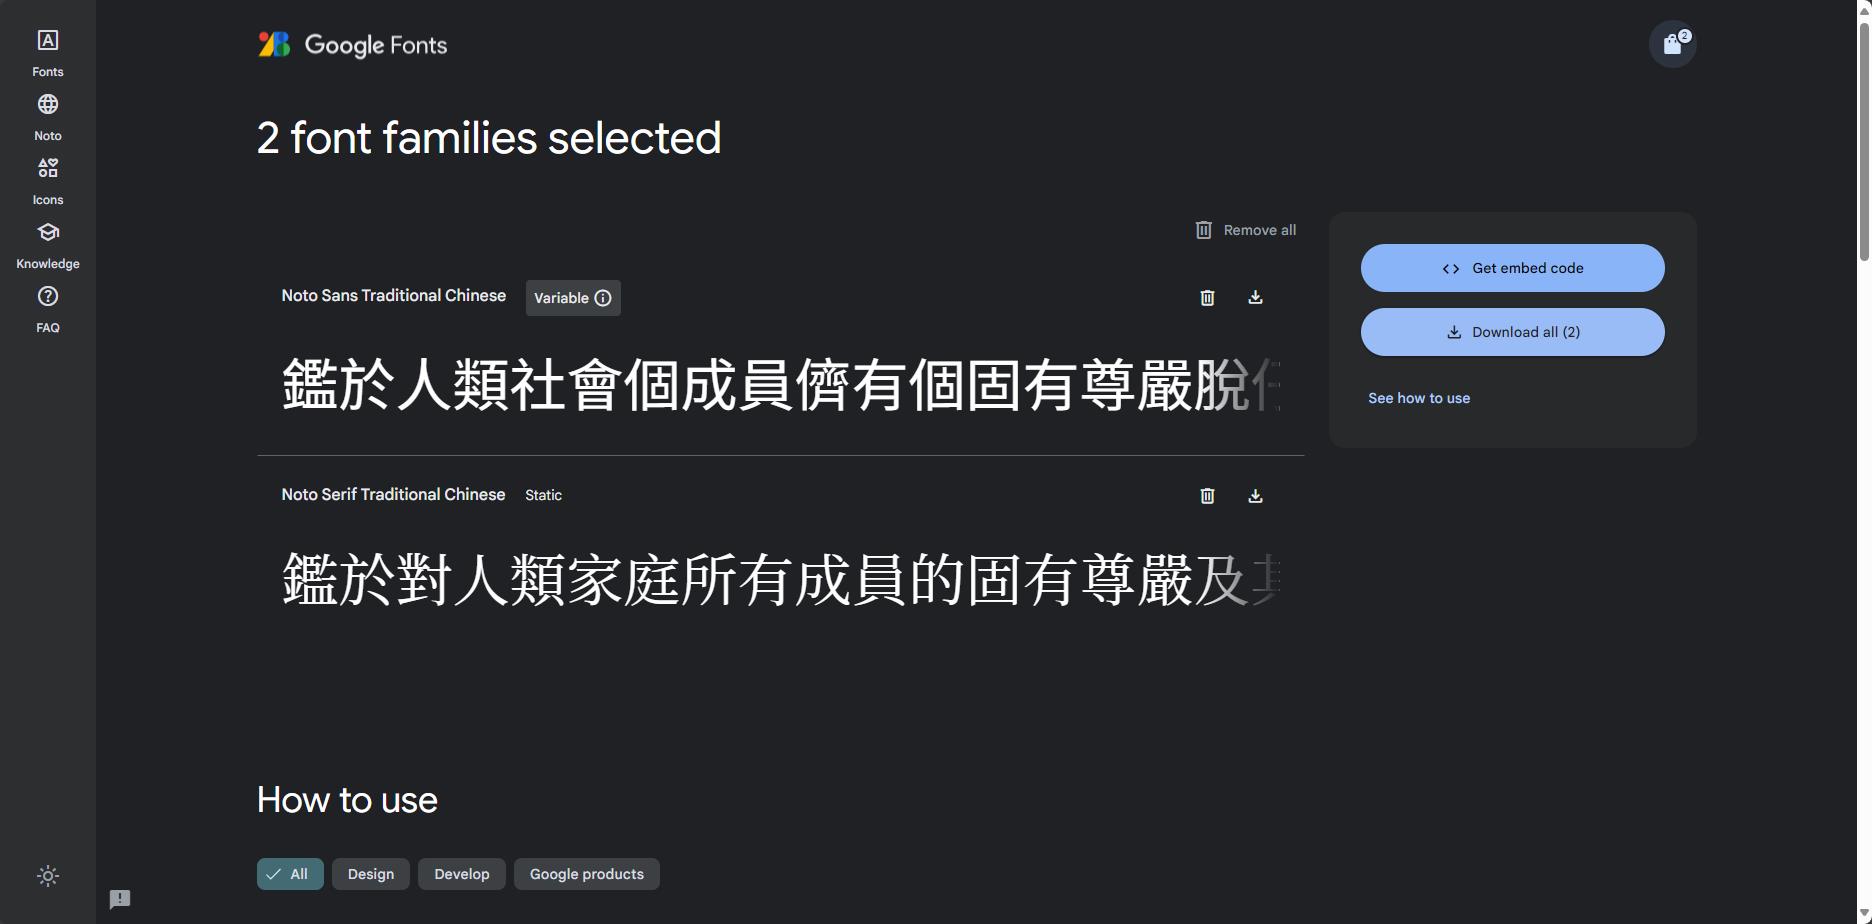 Fonts
Noto
Icons
Knowledge
FAQ
Google Fonts
2
2 font families selected
Remove all
Noto Sans Traditional Chinese
Variable
鑑於人類社會個成員儕有個固有尊嚴脫
Noto Serif Traditional Chinese
Static
鑑於對人類家庭所有成員的固有尊嚴及其
Get embed code
Download all (2)
See how to use
How to use
All
Design
Develop
Google products